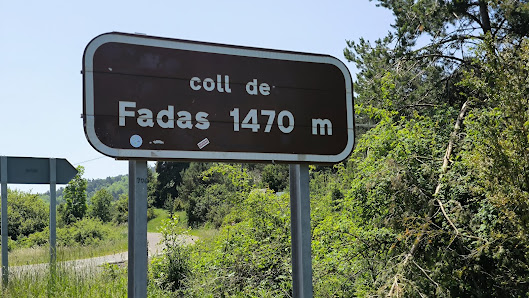 coll de
Fadas 1470 m